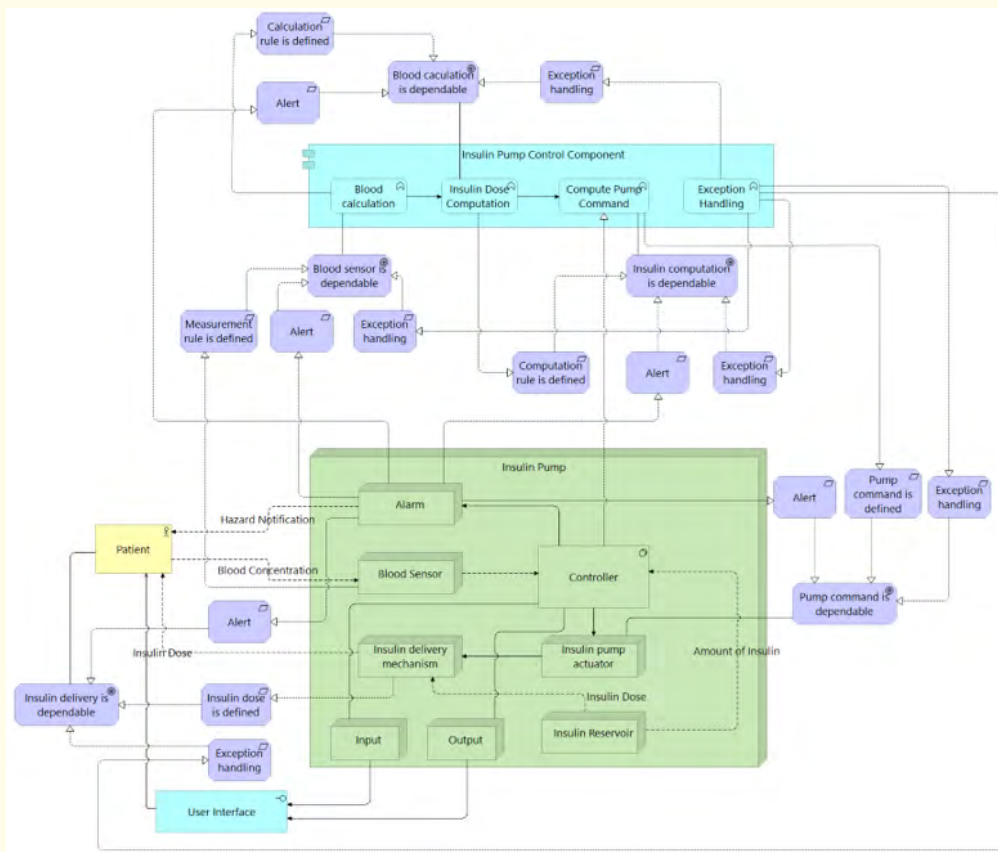 Calculation
rule is defined
Blood caculation
is dependable
Exception
handling
Alert
Insulin Pump Control Component
Blood
calculation
Insulin Dose
Computation
Compute Pump
Command
Exception
Handling
Blood sensor is
dependable
Insulin computation
is dependable
Measurement
rule is defined
Alert
Exception
handling
Computation
rule is defined
Alert
Exception
handling
Insulin Pump
Alarm
Alert
Pump
command is
defined
Exception
handling
Hazard Notification
Patient
Blood Concentration
Blood Sensor
Controller
Pump command is
dependable
Alert
Insulin Dose
Insulin delivery
mechanism
Insulin pump
actuator
Amount of Insulin
Insulin delivery is
dependable
Insulin dose
is defined
Insulin Dose
Input
Output
Insulin Reservoir
Exception
handling
User Interface